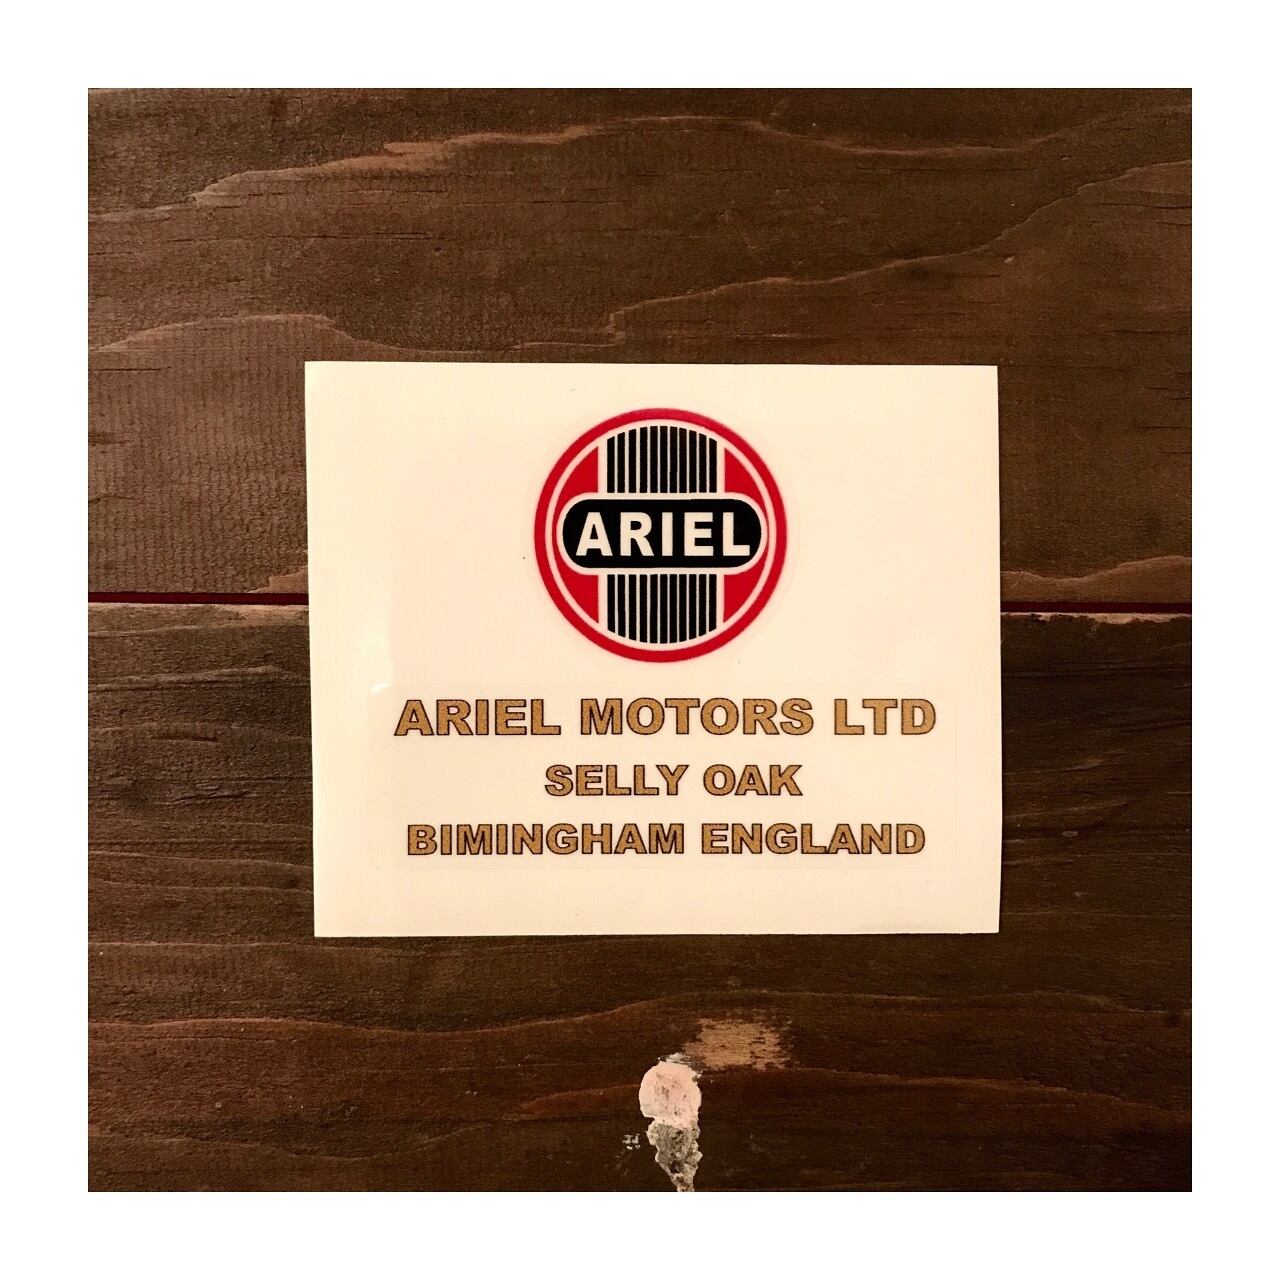 ARIEL
ARIEL MOTORS LTD
SELLY OAK
BIMINGHAM ENGLAND